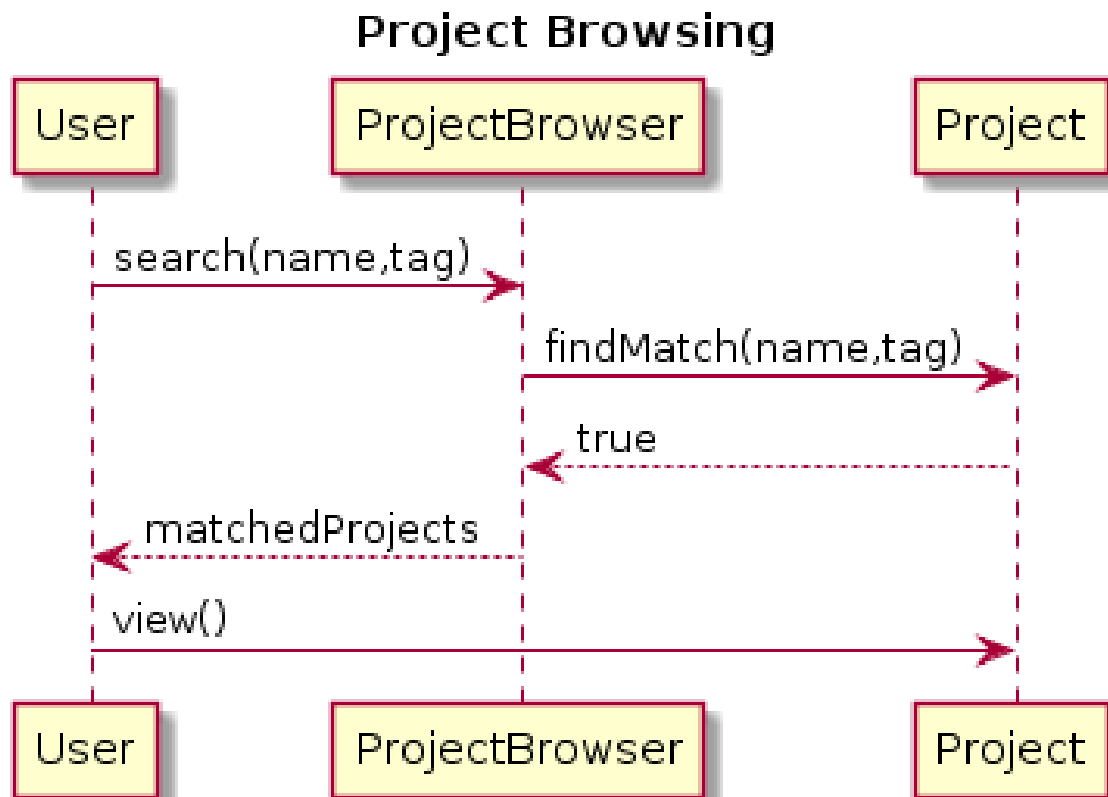 Project Browsing
User
ProjectBrowser
Project
search(name,tag)
findMatch(name,tag)
true
matchedProjects
view()
User
ProjectBrowser
Project